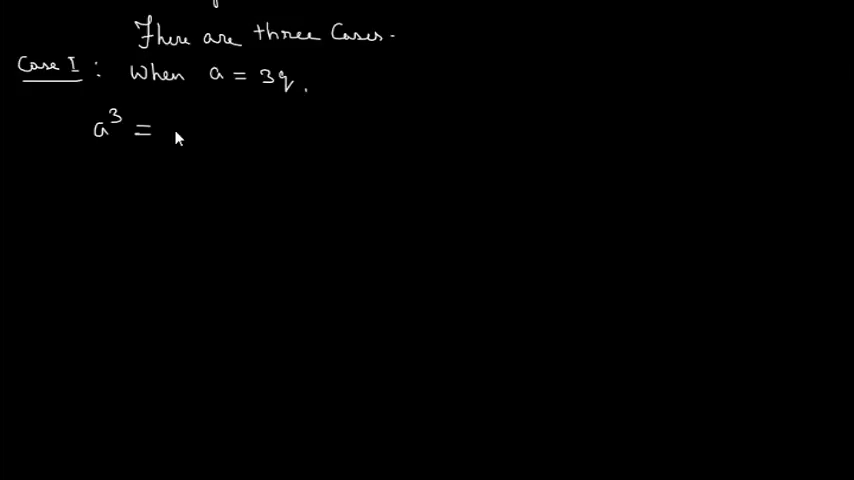 There are three Cases.
Case I : When a = 3q.
a³ =